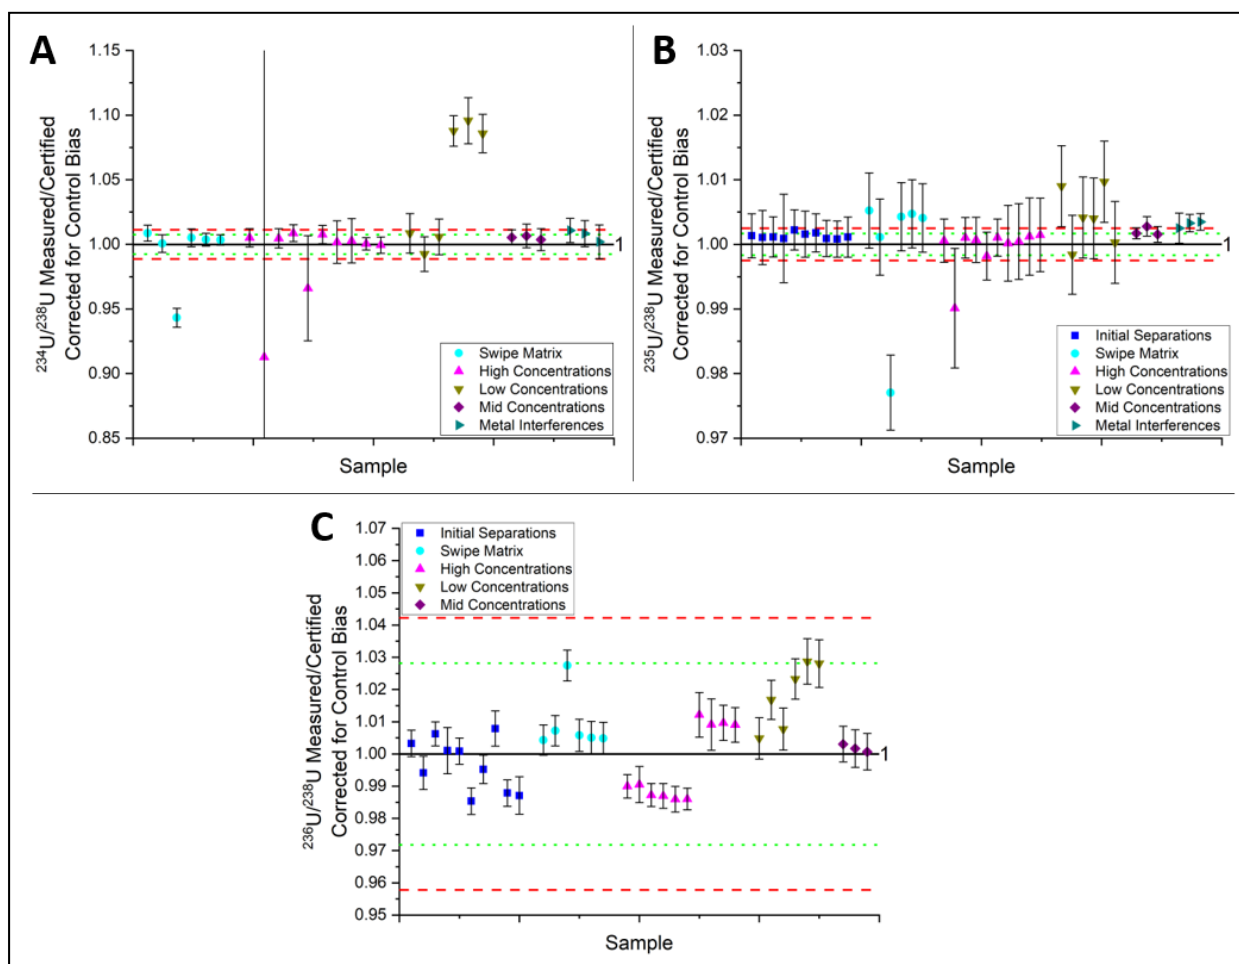 A
²³⁴U/²³⁸U Measured/Certified
Corrected for Control Bias
1.15
1.10
1.05
1.00
0.95
0.90
0.85
1
Swipe Matrix
High Concentrations
Low Concentrations
Mid Concentrations
Metal Interferences
Sample
B
²³⁵U/²³⁸U Measured/Certified
Corrected for Control Bias
1.03
1.02
1.01
1.00
0.99
0.98
0.97
1
Initial Separations
Swipe Matrix
High Concentrations
Low Concentrations
Mid Concentrations
Metal Interferences
Sample
C
²³⁶U/²³⁸U Measured/Certified
Corrected for Control Bias
1.07
1.06
1.05
1.04
1.03
1.02
1.01
1.00
0.99
0.98
0.97
0.96
0.95
Initial Separations
Swipe Matrix
High Concentrations
Low Concentrations
Mid Concentrations
1
Sample